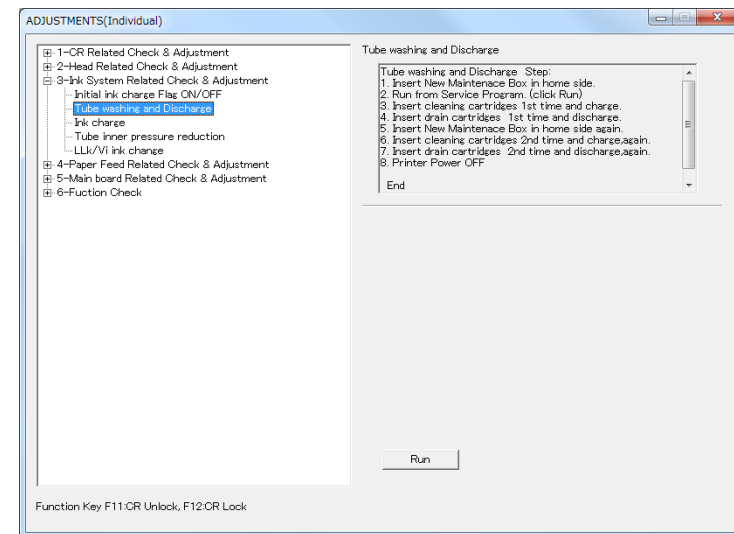 ADJUSTMENTS(Individual)
1-CR Related Check & Adjustment
2-Head Related Check & Adjustment
3-Ink System Related Check & Adjustment
Initial ink charge Flag ON/OFF
Tube washing and Discharge
Ink charge
Tube inner pressure reduction
LLk/Vi ink change
4-Paper Feed Related Check & Adjustment
5-Main board Related Check & Adjustment
6-Fuction Check
Tube washing and Discharge
Tube washing and Discharge  Step:
1. Insert New Maintenance Box in home side.
2. Run from Service Program. (click Run)
3. Insert cleaning cartridges 1st time and charge.
4. Insert drain cartridges  1st time and discharge.
5. Insert New Maintenace Box in home side again.
6. Insert cleaning cartridges 2nd time and charge,again.
7. Insert drain cartridges  2nd time and discharge,again.
8. Printer Power OFF
End
Run
Function Key F11:CR Unlock, F12:CR Lock